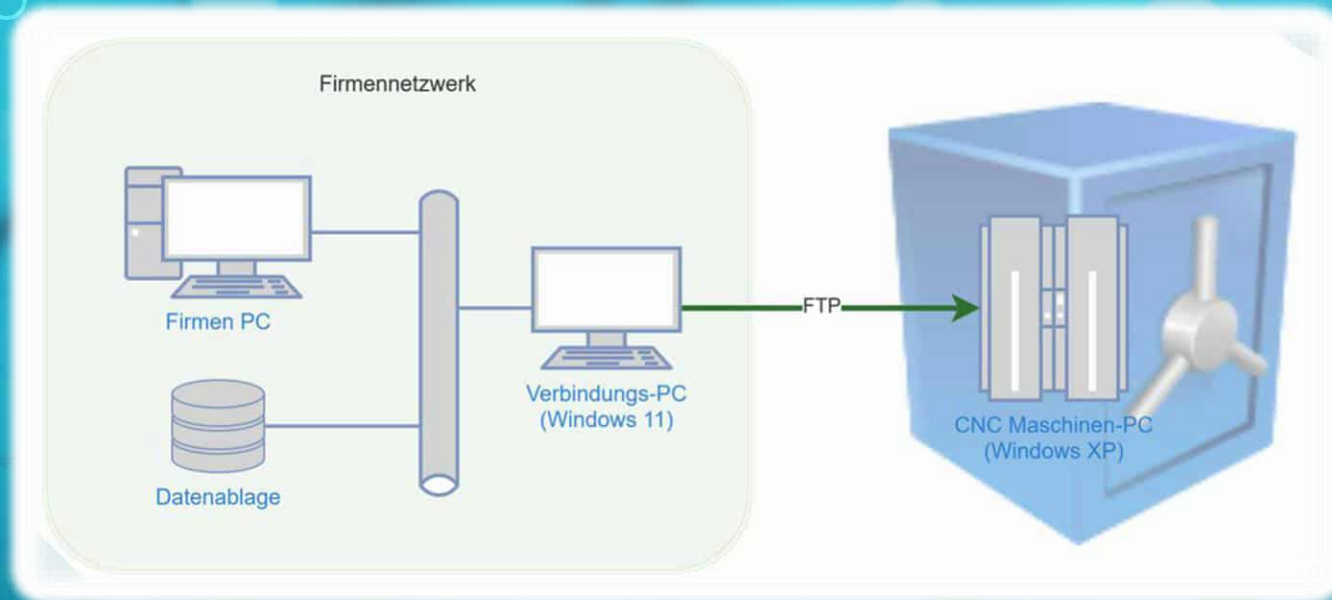 Firmennetzwerk
Firmen PC
Datenablage
Verbindungs-PC
(Windows 11)
FTP
CNC Maschinen-PC
(Windows XP)